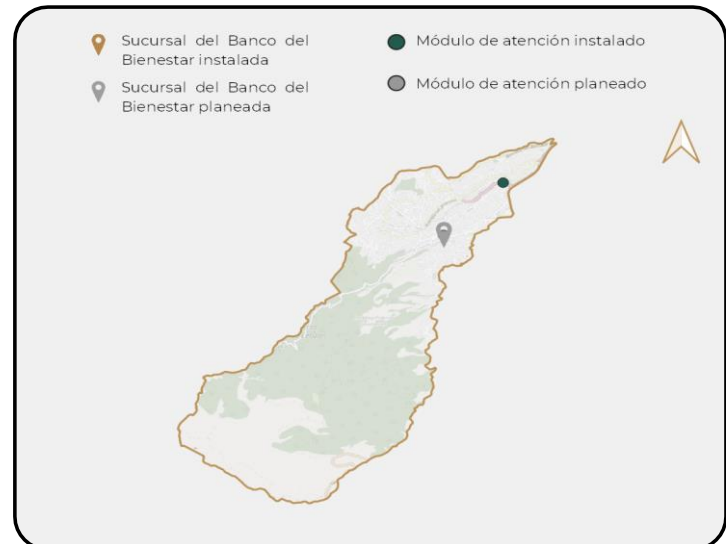 Sucursal del Banco del
Bienestar instalada
Sucursal del Banco del
Bienestar planeada
Módulo de atención instalado
Módulo de atención planeado